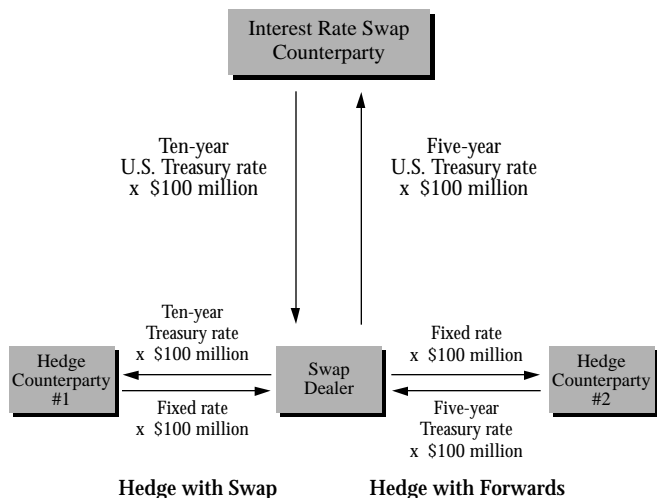 Interest Rate Swap
Counterparty
Ten-year
U.S. Treasury rate
x $100 million
Five-year
U.S. Treasury rate
x $100 million
Ten-year
Treasury rate
x $100 million
Fixed rate
x $100 million
Hedge
Counterparty
#1
Swap
Dealer
Hedge
Counterparty
#2
Fixed rate
x $100 million
Five-year
Treasury rate
x $100 million
Hedge with Swap
Hedge with Forwards